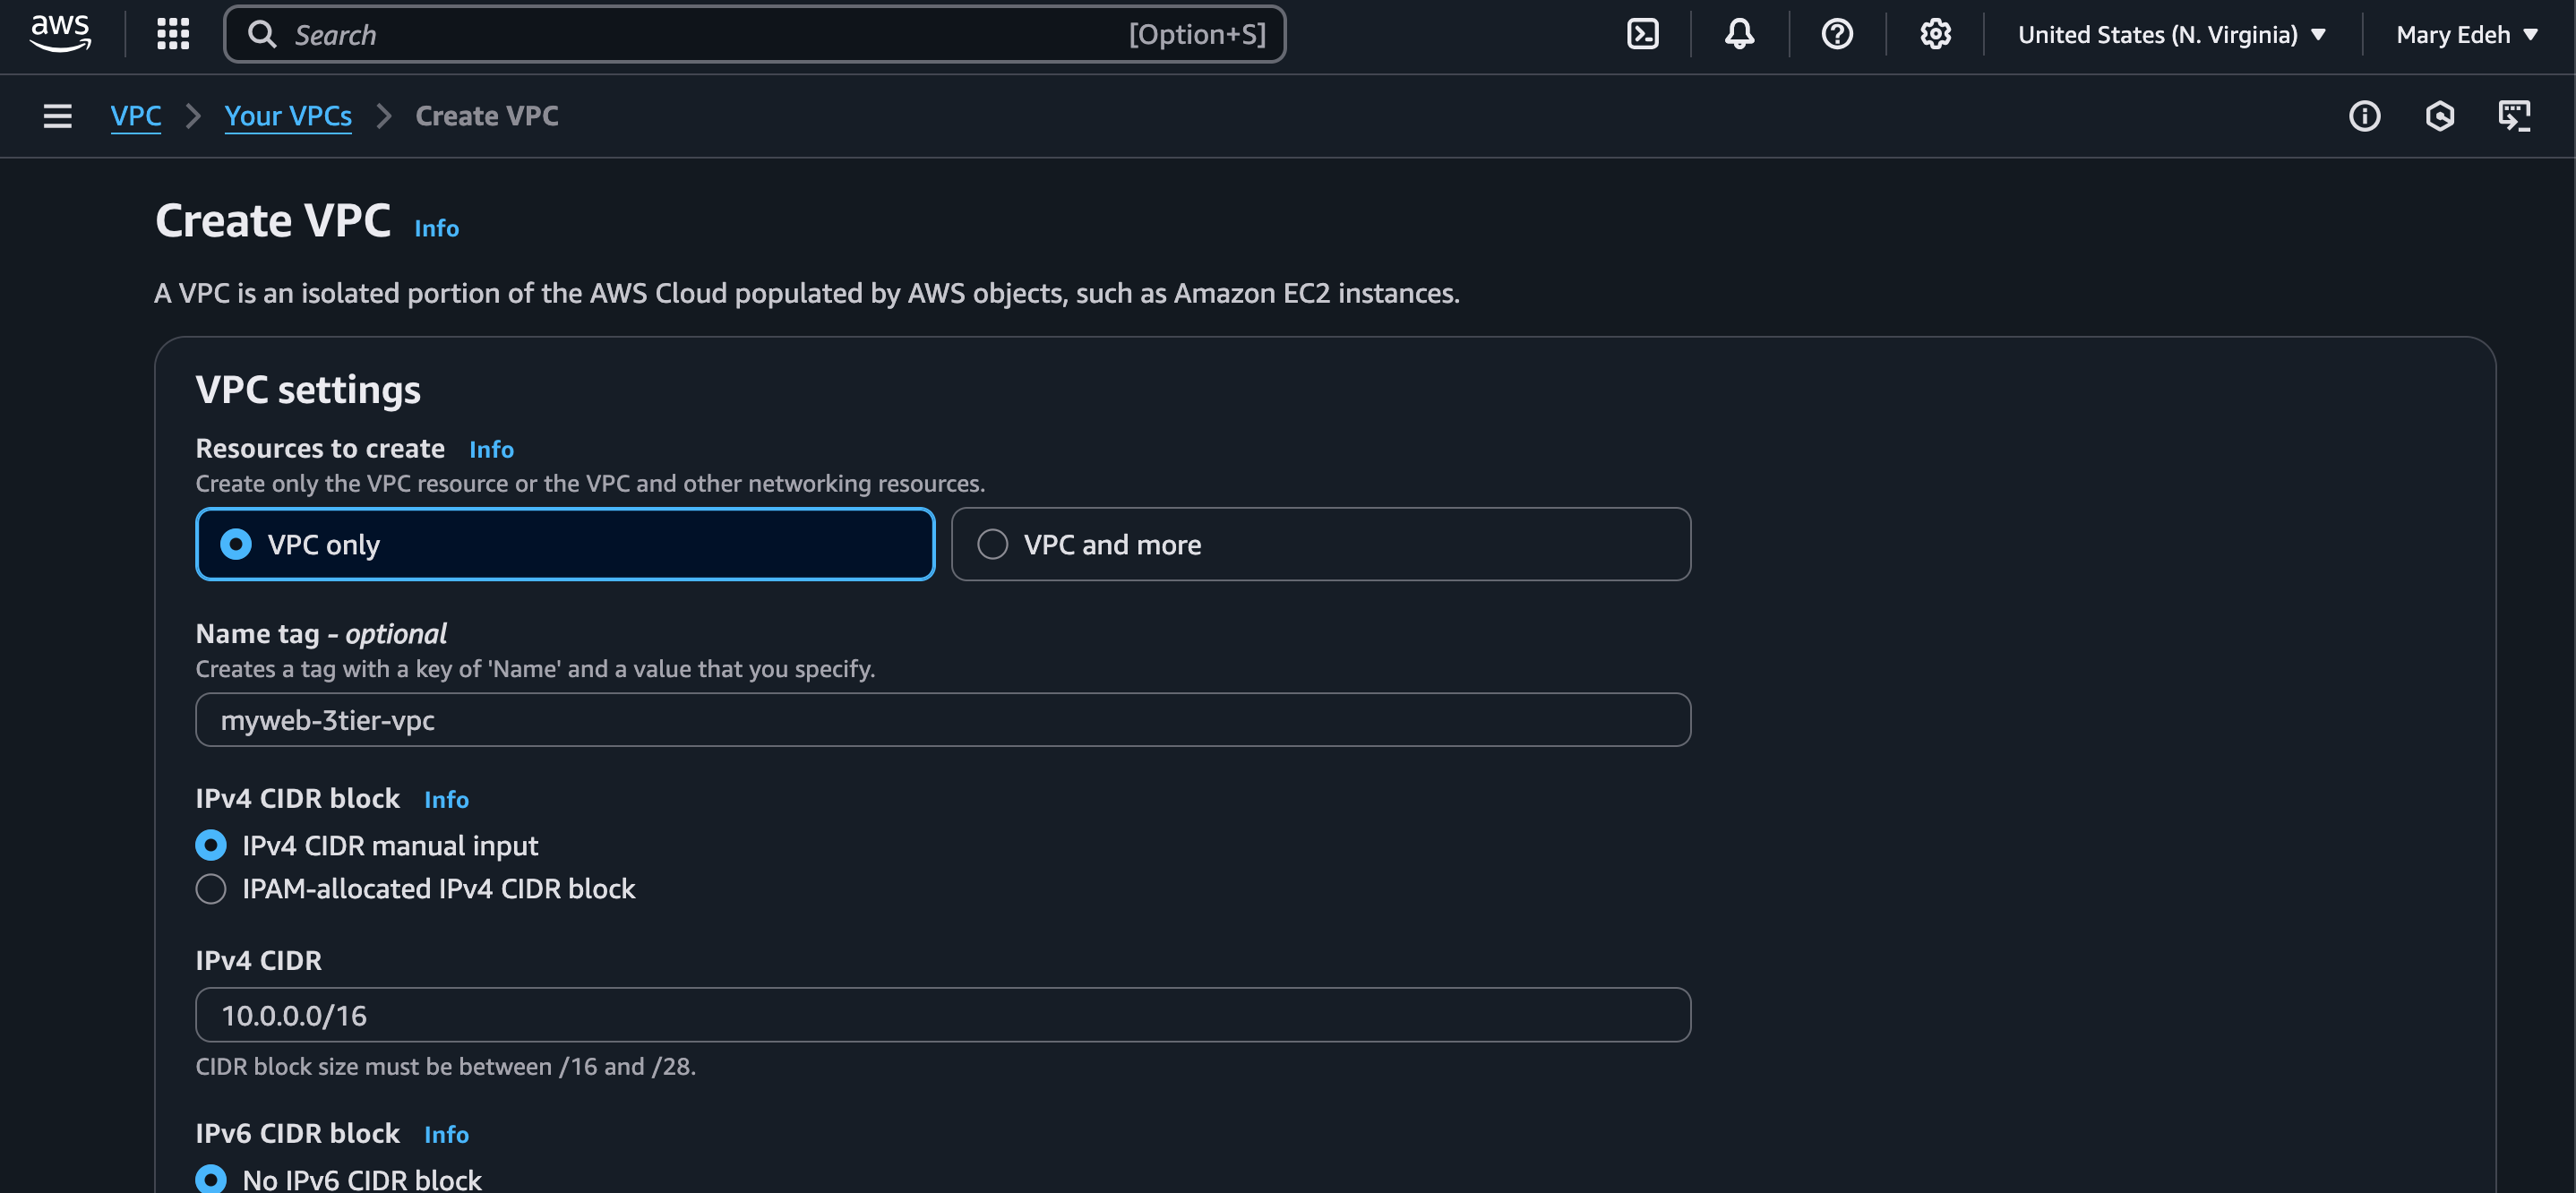 aws
Search [Option+S] United States (N. Virginia) Mary Edeh
VPC Your VPCs Create VPC
Create VPC Info
A VPC is an isolated portion of the AWS Cloud populated by AWS objects, such as Amazon EC2 instances.
VPC settings
Resources to create Info
Create only the VPC resource or the VPC and other networking resources.
VPC only VPC and more
Name tag - optional
Creates a tag with a key of 'Name' and a value that you specify.
myweb-3tier-vpc
IPv4 CIDR block Info
IPv4 CIDR manual input
IPAM-allocated IPv4 CIDR block
IPv4 CIDR
10.0.0.0/16
CIDR block size must be between /16 and /28.
IPv6 CIDR block Info
No IPv6 CIDR block